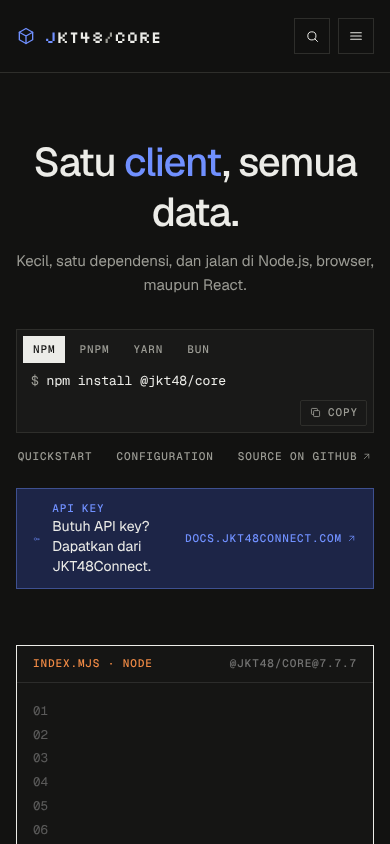 JKT48/CORE
Satu client, semua
data.
Kecil, satu dependensi, dan jalan di Node.js, browser,
maupun React.
NPM PNPM YARN BUN
$ npm install @jkt48/core
COPY
QUICKSTART CONFIGURATION SOURCE ON GITHUB ↗
API KEY
Butuh API key?
Dapatkan dari
JKT48Connect.
DOCS.JKT48CONNECT.COM ↗
INDEX.MJS · NODE @JKT48/CORE@7.7.7
01
02
03
04
05
06